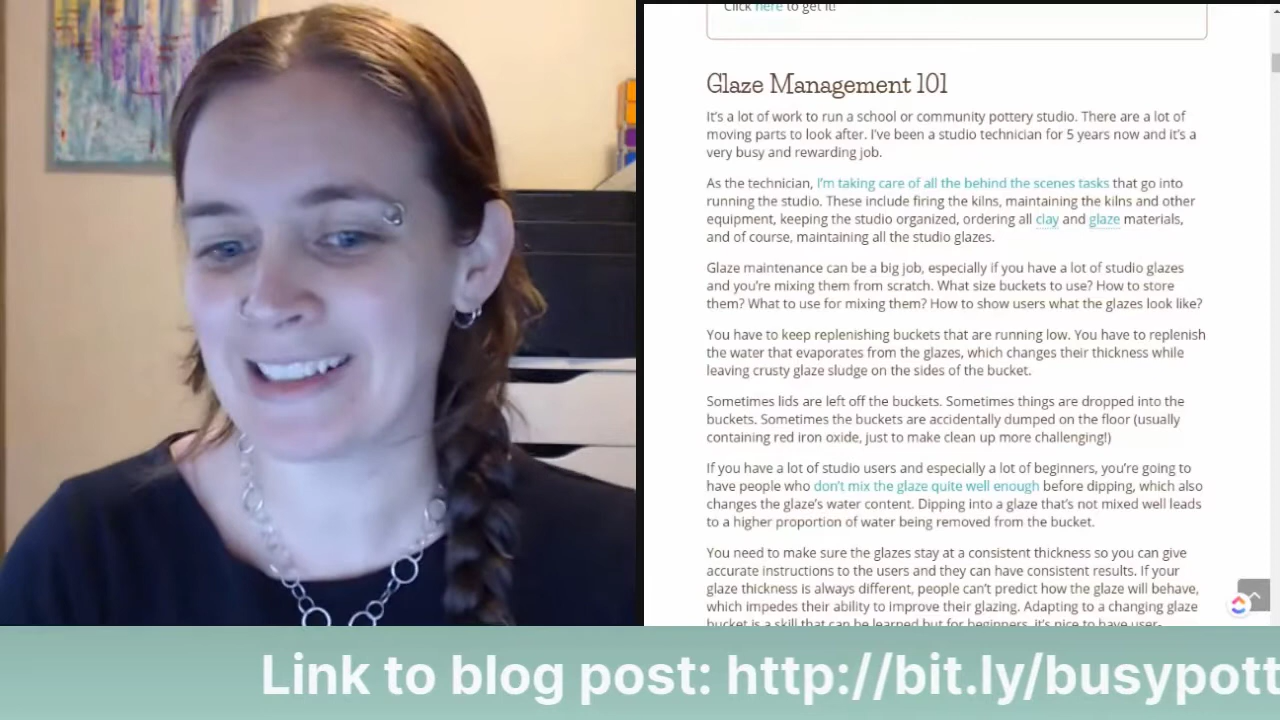 Click here to get it!
Glaze Management 101
It's a lot of work to run a school or community pottery studio. There are a lot of
moving parts to look after. I've been a studio technician for 5 years now and it's a
very busy and rewarding job.
As the technician, I'm taking care of all the behind the scenes tasks that go into
running the studio. These include firing the kilns, maintaining the kilns and other
equipment, keeping the studio organized, ordering all clay and glaze materials,
and of course, maintaining all the studio glazes.
Glaze maintenance can be a big job, especially if you have a lot of studio glazes
and you're mixing them from scratch. What size buckets to use? How to store
them? What to use for mixing them? How to show users what the glazes look like?
You have to keep replenishing buckets that are running low. You have to replenish
the water that evaporates from the glazes, which changes their thickness while
leaving crusty glaze sludge on the sides of the bucket.
Sometimes lids are left off the buckets. Sometimes things are dropped into the
buckets. Sometimes the buckets are accidentally dumped on the floor (usually
containing red iron oxide, just to make clean up more challenging!)
If you have a lot of studio users and especially a lot of beginners, you're going to
have people who don't mix the glaze quite well enough before dipping, which also
changes the glaze's water content. Dipping into a glaze that's not mixed well leads
to a higher proportion of water being removed from the bucket.
You need to make sure the glazes stay at a consistent thickness so you can give
accurate instructions to the users and they can have consistent results. If your
glaze thickness is always different, people can't predict how the glaze will behave,
which impedes their ability to improve their glazing. Adapting to a changing glaze
bucket is a skill that can be learned but for beginners, it's nice to have user-
Link to blog post: http://bit.ly/busypott